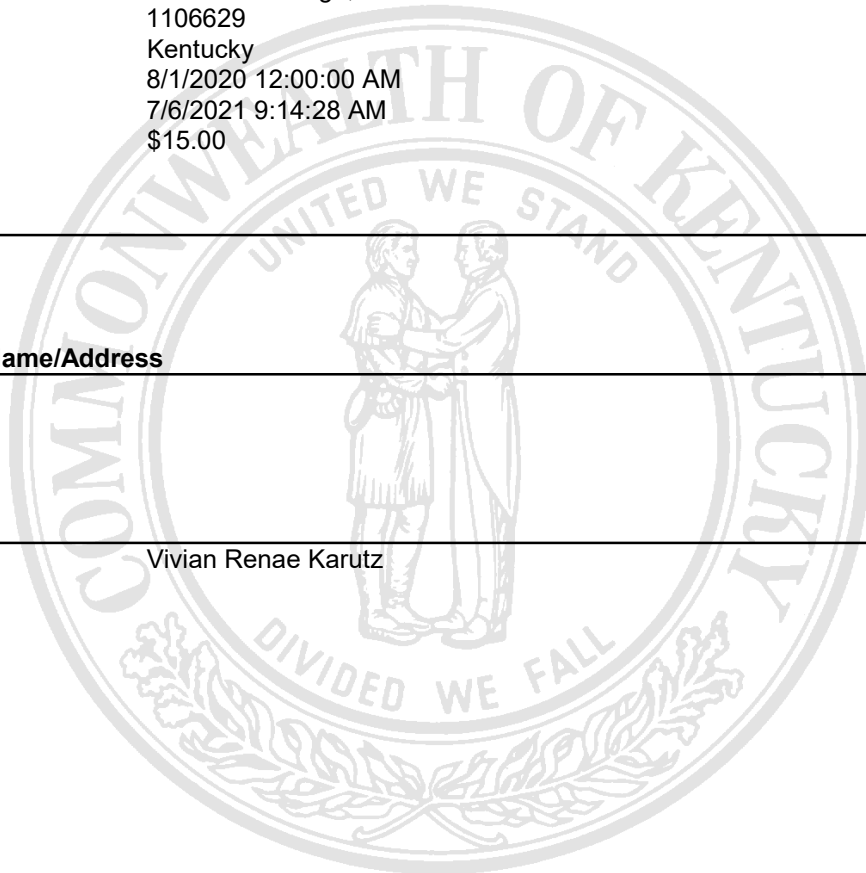 1106629
Kentucky
8/1/2020 12:00:00 AM
7/6/2021 9:14:28 AM
$15.00
COMMONWEALTH OF KENTUCKY
UNITED WE STAND
ame/Address
Vivian Renae Karutz
DIVIDED WE FALL